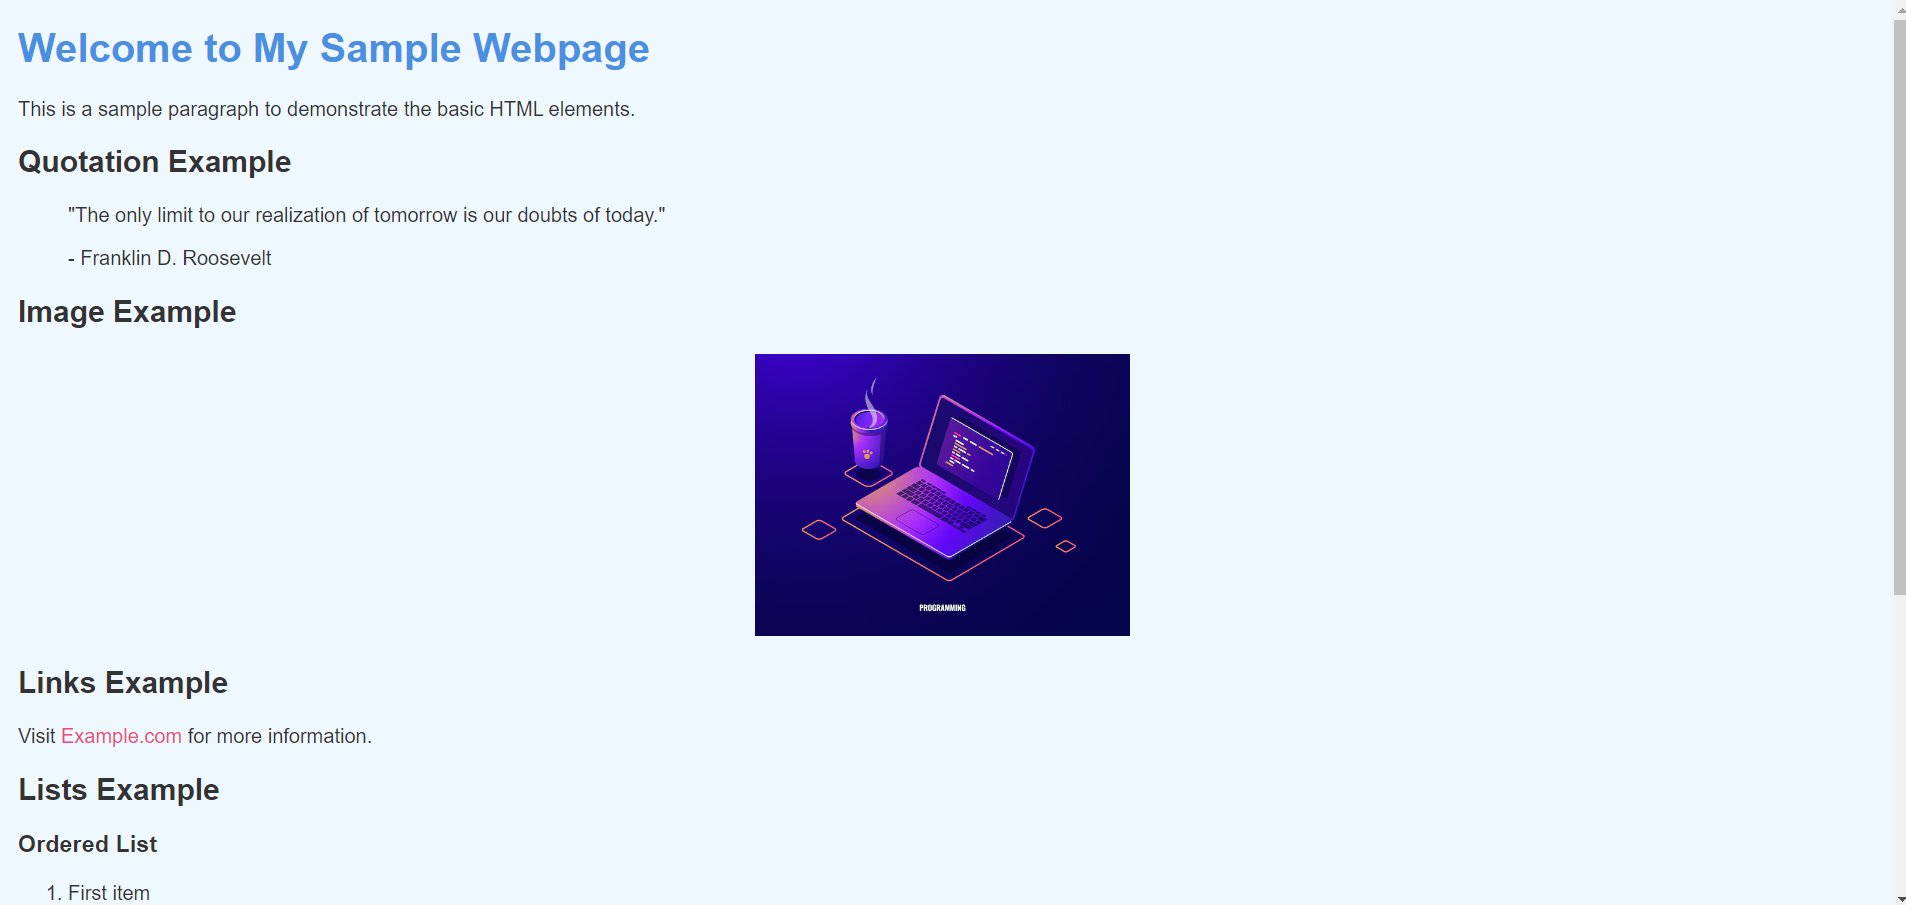 Welcome to My Sample Webpage
This is a sample paragraph to demonstrate the basic HTML elements.
Quotation Example
"The only limit to our realization of tomorrow is our doubts of today."
- Franklin D. Roosevelt
Image Example
PROGRAMMING
Links Example
Visit Example.com for more information.
Lists Example
Ordered List
1. First item